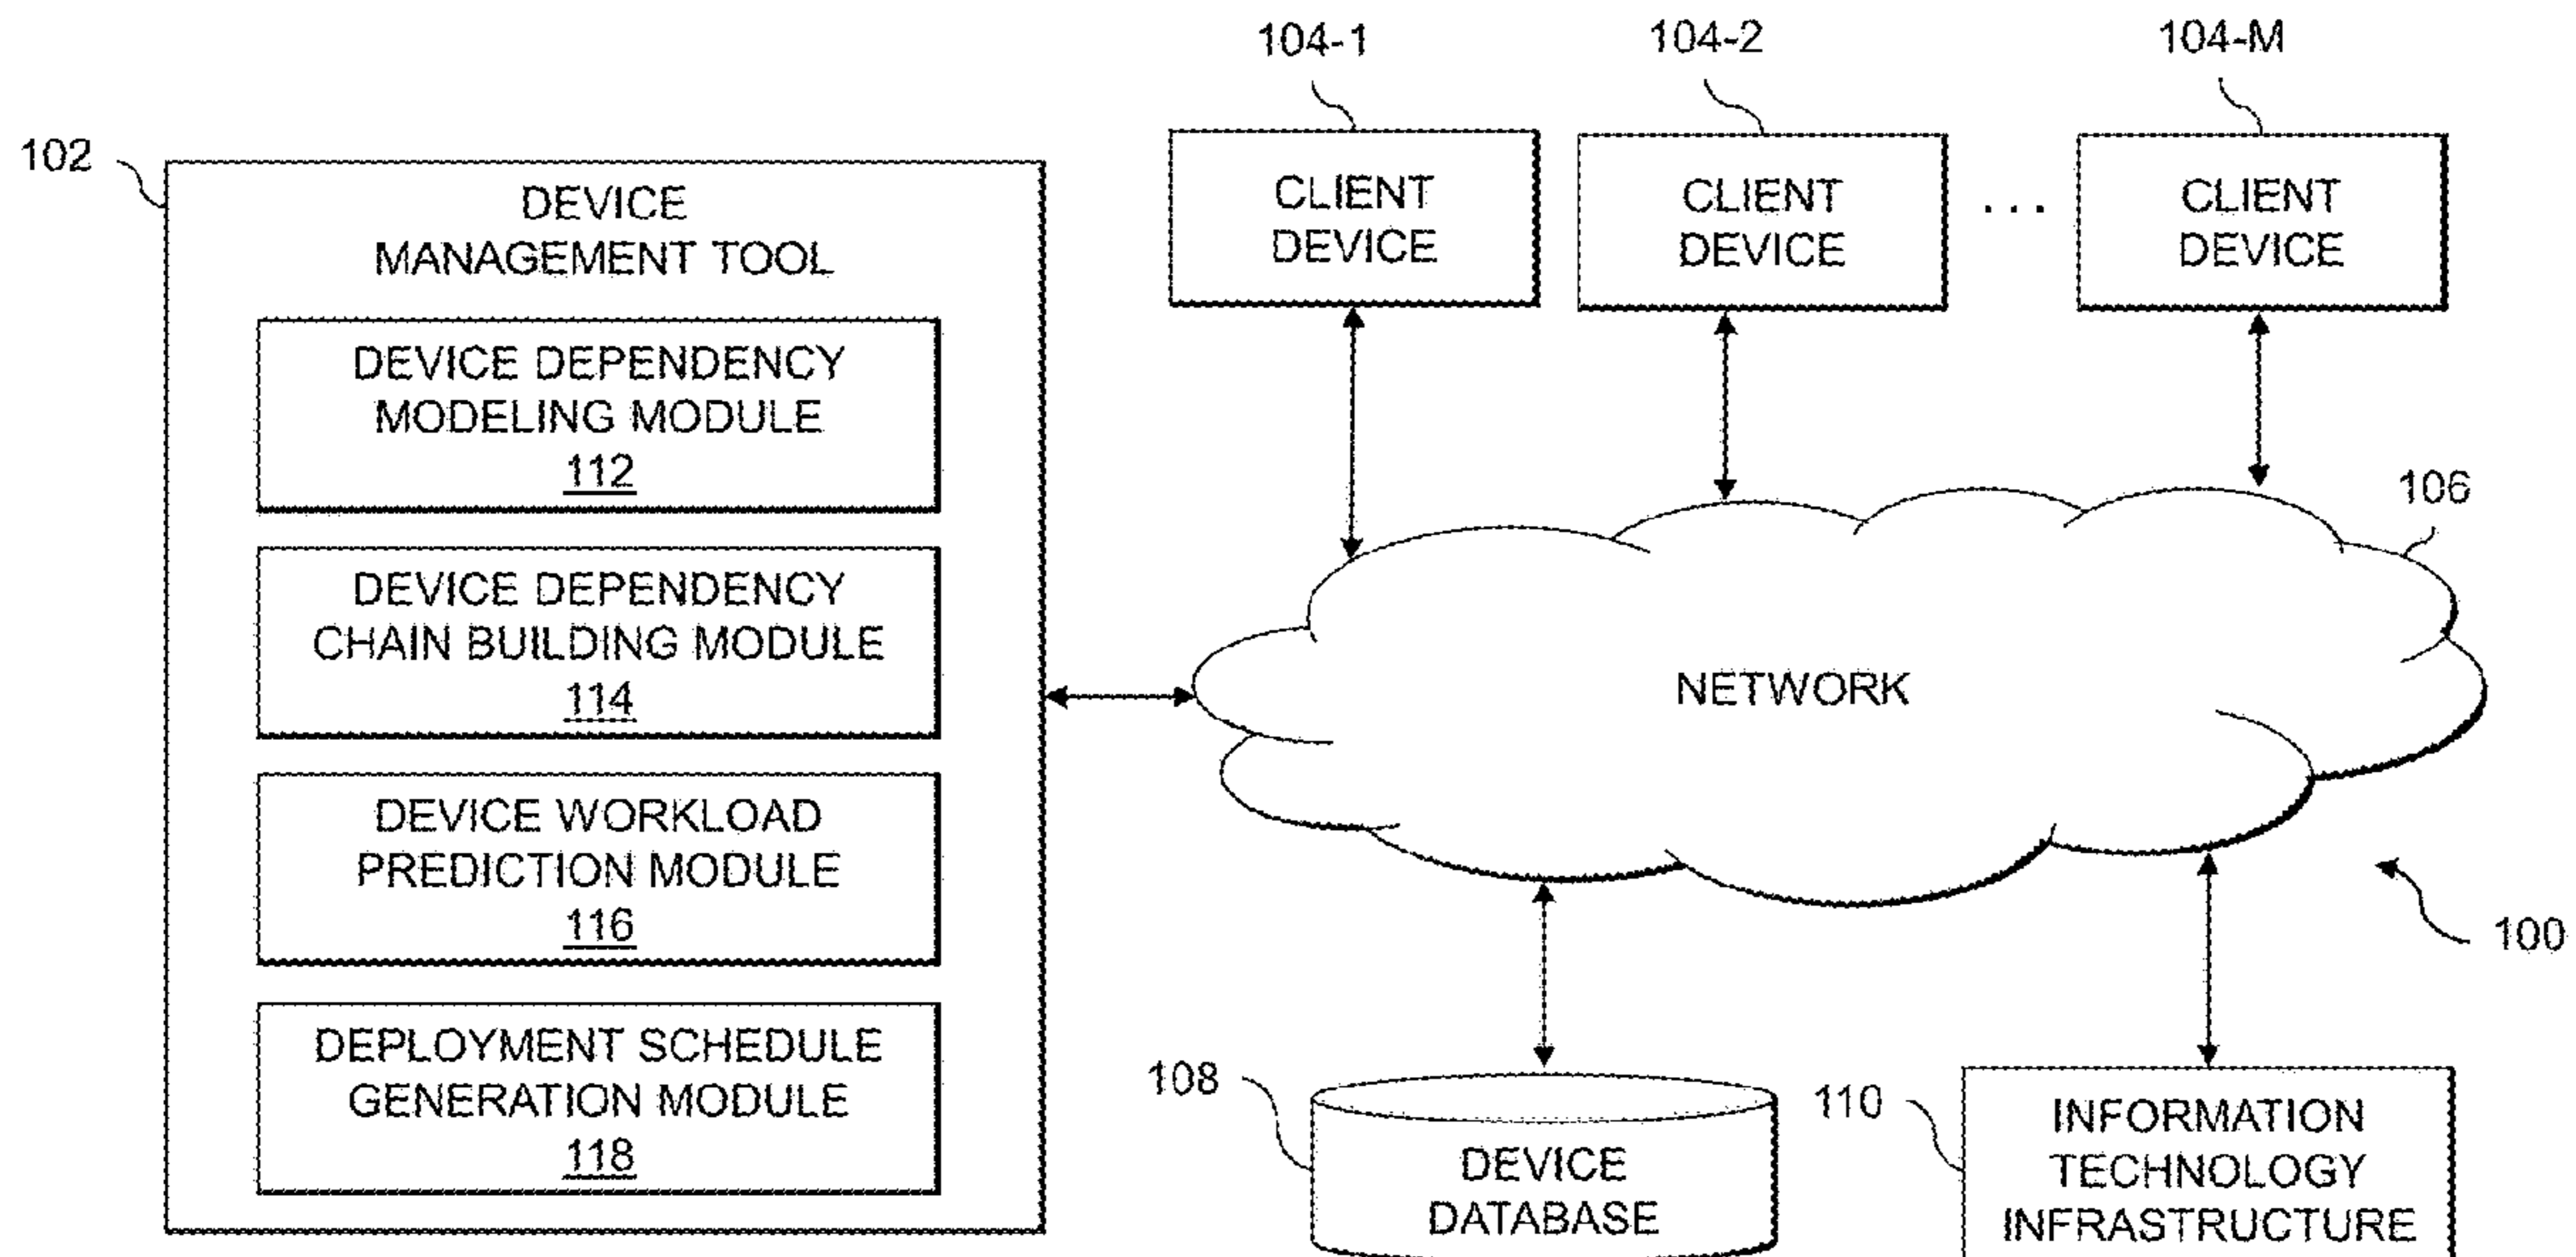 104-1
104-2
104-M
102
DEVICE
MANAGEMENT TOOL
DEVICE DEPENDENCY
MODELING MODULE
112
DEVICE DEPENDENCY
CHAIN BUILDING MODULE
114
DEVICE WORKLOAD
PREDICTION MODULE
116
DEPLOYMENT SCHEDULE
GENERATION MODULE
118
CLIENT
DEVICE
CLIENT
DEVICE
...
CLIENT
DEVICE
106
NETWORK
100
108
DEVICE
DATABASE
110
INFORMATION
TECHNOLOGY
INFRASTRUCTURE